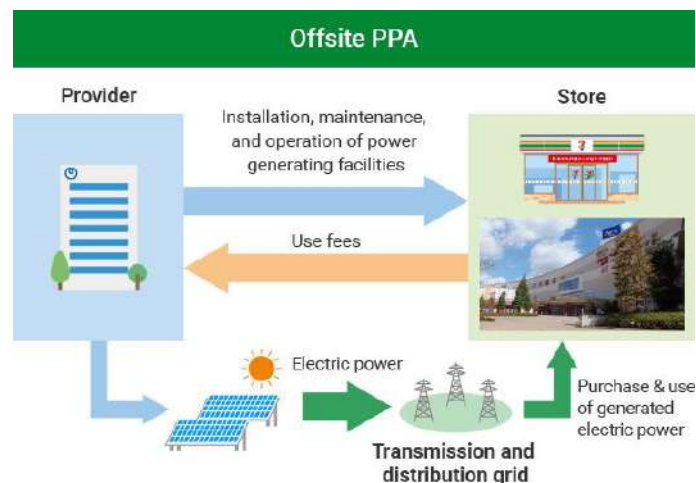 Offsite PPA
Provider
Store
Installation, maintenance,
and operation of power
generating facilities
7
Use fees
Electric power
Purchase & use
of generated
electric power
Transmission and
distribution grid